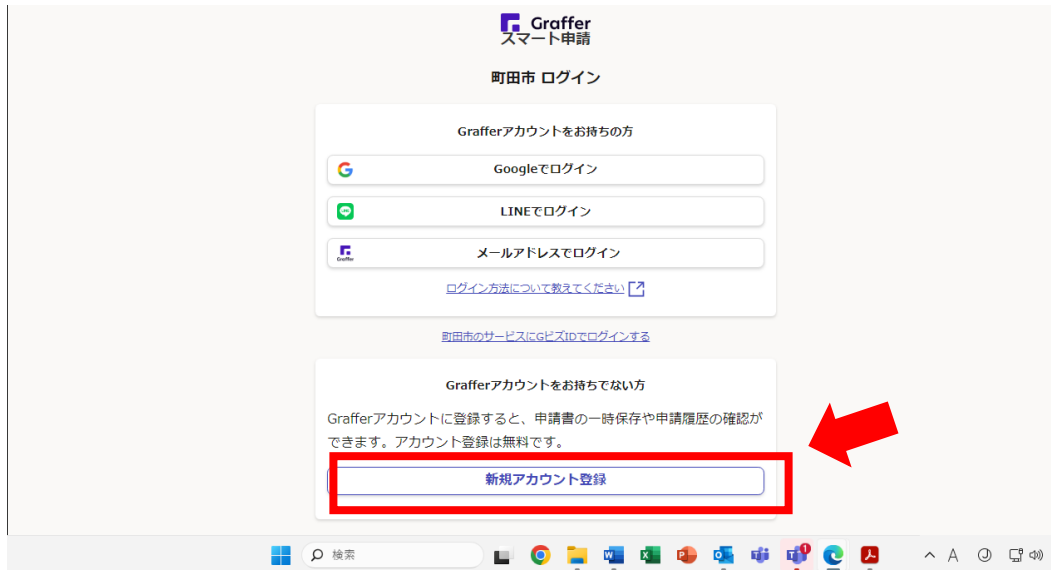 Graffer
スマート申請
町田市 ログイン
Grafferアカウントをお持ちの方
Googleでログイン
LINEでログイン
メールアドレスでログイン
ログイン方法について教えてください
町田市のサービスにGビズIDでログインする
Grafferアカウントをお持ちでない方
Grafferアカウントに登録すると、申請書の一時保存や申請履歴の確認が
できます。アカウント登録は無料です。
新規アカウント登録
検索
1
A